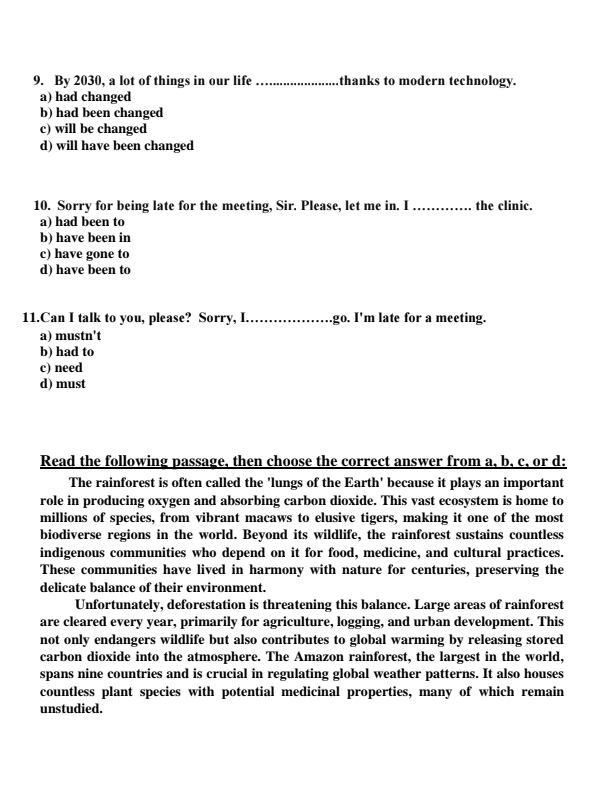 9. By 2030, a lot of things in our life ….....................thanks to modern technology.
a) had changed
b) had been changed
c) will be changed
d) will have been changed
10. Sorry for being late for the meeting, Sir. Please, let me in. I …………. the clinic.
a) had been to
b) have been in
c) have gone to
d) have been to
11.Can I talk to you, please? Sorry, I……………….go. I'm late for a meeting.
a) mustn't
b) had to
c) need
d) must
Read the following passage, then choose the correct answer from a, b, c, or d:
The rainforest is often called the 'lungs of the Earth' because it plays an important
role in producing oxygen and absorbing carbon dioxide. This vast ecosystem is home to
millions of species, from vibrant macaws to elusive tigers, making it one of the most
biodiverse regions in the world. Beyond its wildlife, the rainforest sustains countless
indigenous communities who depend on it for food, medicine, and cultural practices.
These communities have lived in harmony with nature for centuries, preserving the
delicate balance of their environment.
Unfortunately, deforestation is threatening this balance. Large areas of rainforest
are cleared every year, primarily for agriculture, logging, and urban development. This
not only endangers wildlife but also contributes to global warming by releasing stored
carbon dioxide into the atmosphere. The Amazon rainforest, the largest in the world,
spans nine countries and is crucial in regulating global weather patterns. It also houses
countless plant species with potential medicinal properties, many of which remain
unstudied.